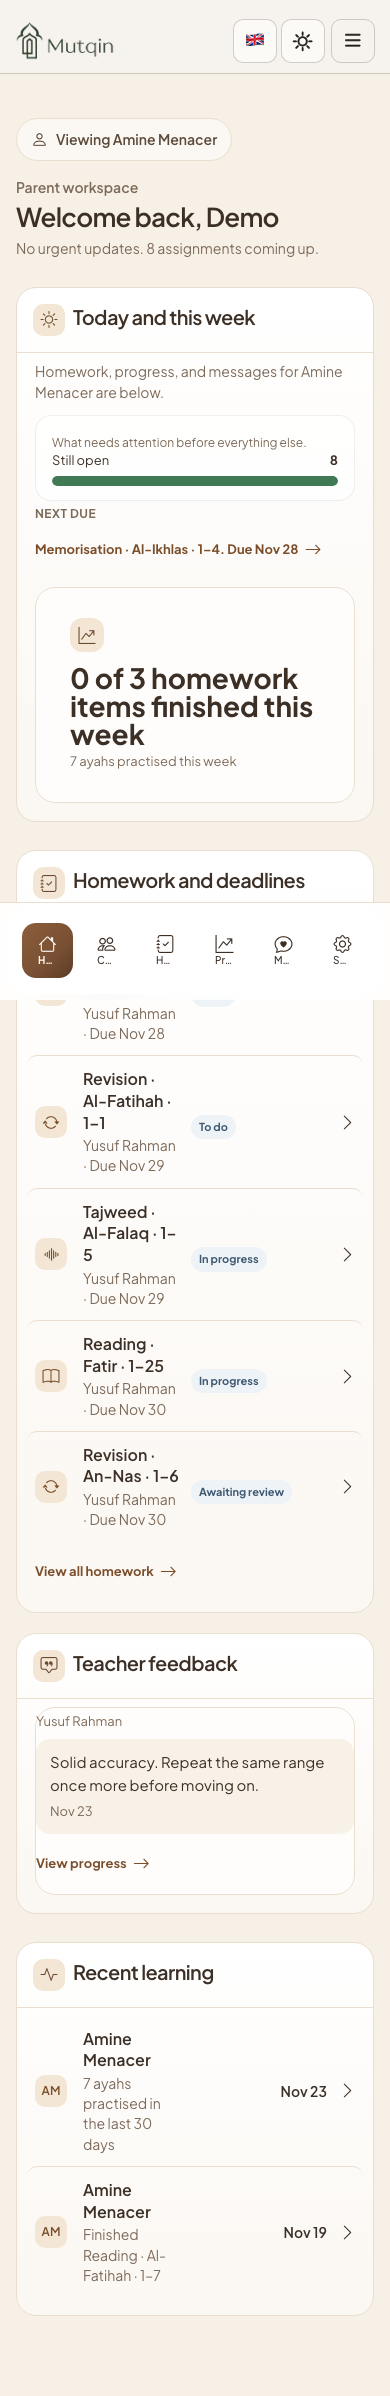 Mutqin
Viewing Amine Menacer
Parent workspace
Welcome back, Demo
No urgent updates. 8 assignments coming up.
Today and this week
Homework, progress, and messages for Amine
Menacer are below.
What needs attention before everything else.
Still open 8
NEXT DUE
Memorisation · Al-Ikhlas · 1–4. Due Nov 28
0 of 3 homework
items finished this
week
7 ayahs practised this week
Homework and deadlines
H...
C...
H...
Pr...
M...
S...
Yusuf Rahman
· Due Nov 28
Revision ·
Al-Fatihah ·
1–1
Yusuf Rahman
· Due Nov 29
To do
Tajweed ·
Al-Falaq · 1–
5
Yusuf Rahman
· Due Nov 29
In progress
Reading ·
Fatir · 1–25
Yusuf Rahman
· Due Nov 30
In progress
Revision ·
An-Nas · 1–6
Yusuf Rahman
· Due Nov 30
Awaiting review
View all homework
Teacher feedback
Yusuf Rahman
Solid accuracy. Repeat the same range
once more before moving on.
Nov 23
View progress
Recent learning
AM
Amine
Menacer
7 ayahs
practised in
the last 30
days
Nov 23
AM
Amine
Menacer
Finished
Reading · Al-
Fatihah · 1–7
Nov 19